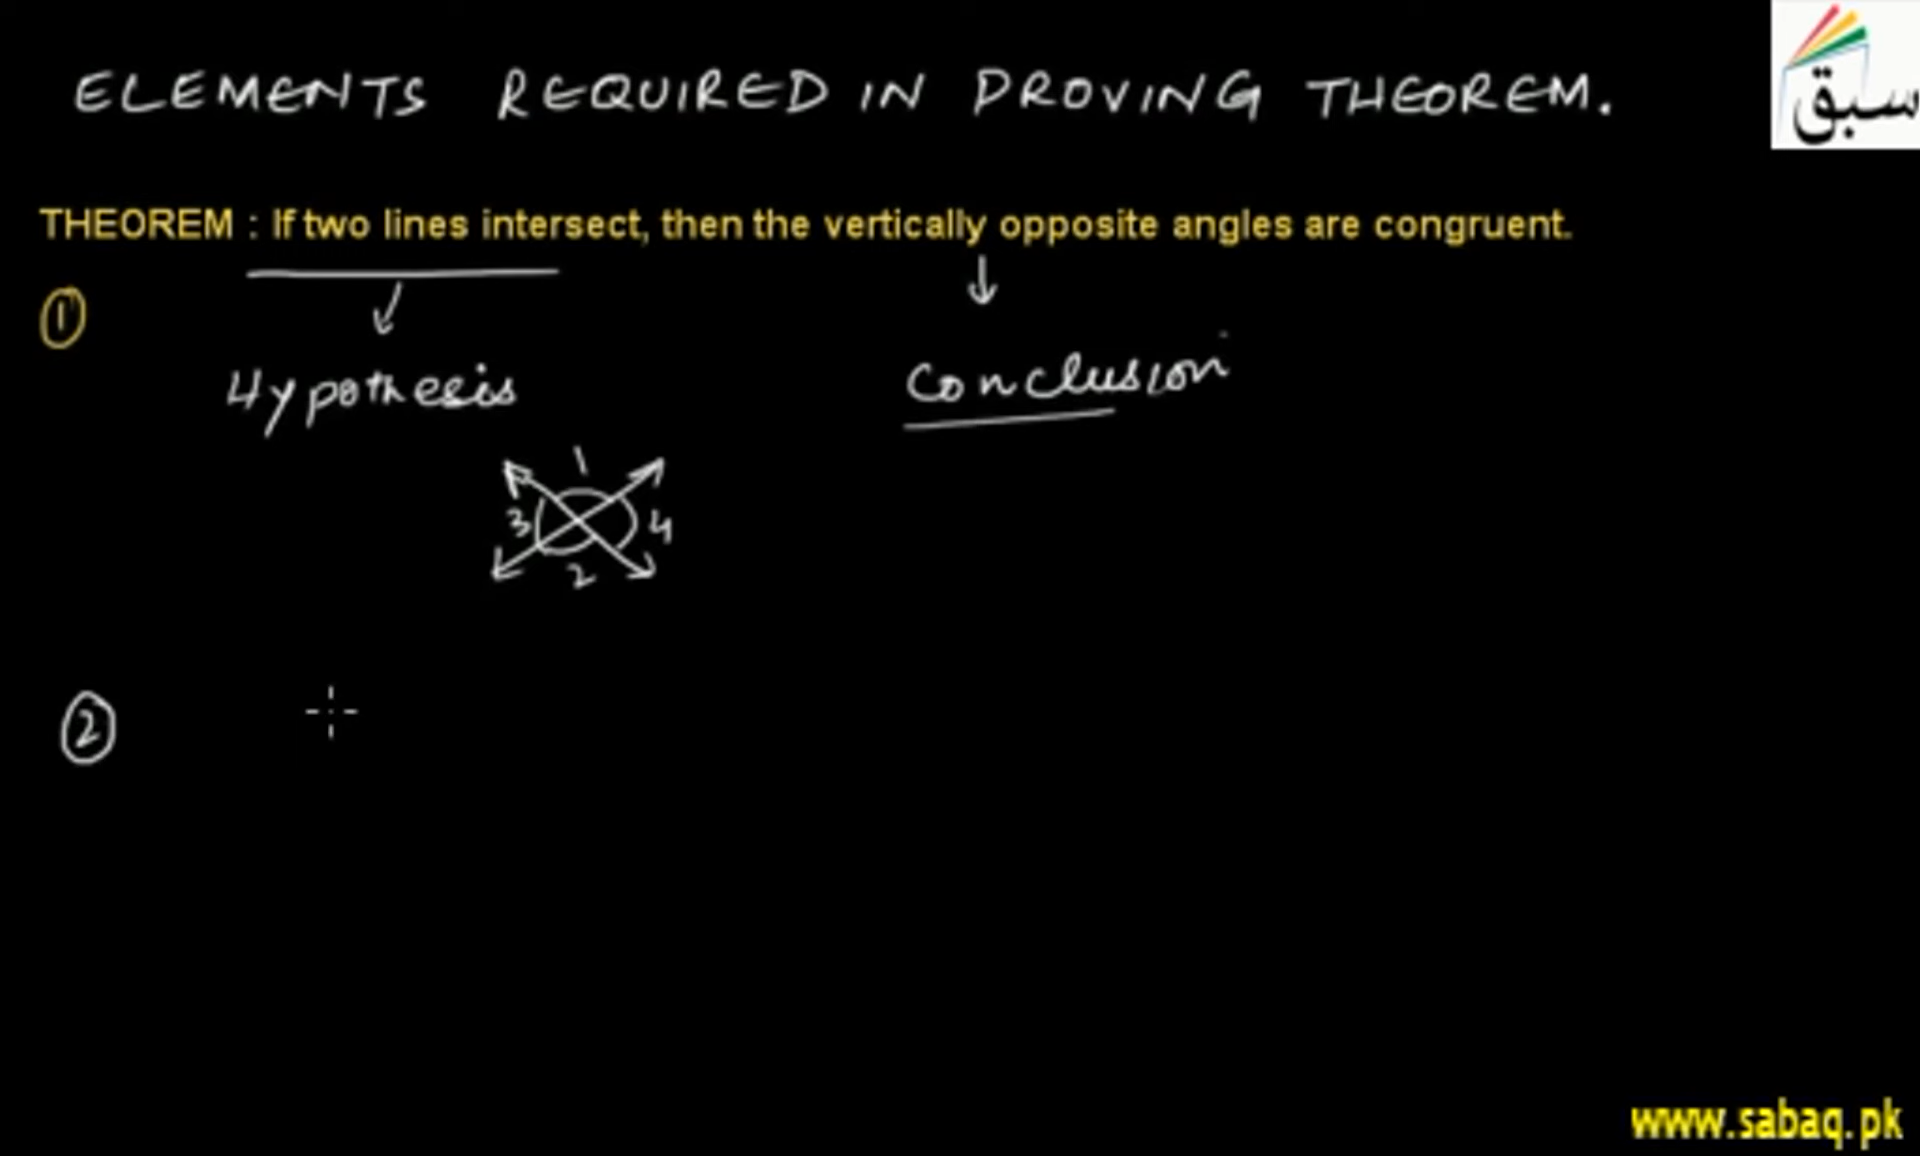 ELEMENTS REQUIRED IN PROVING THEOREM.
سبق
THEOREM : If two lines intersect, then the vertically opposite angles are congruent.
1
Hypothesis
Conclusion
1
3 4
2
2
www.sabaq.pk